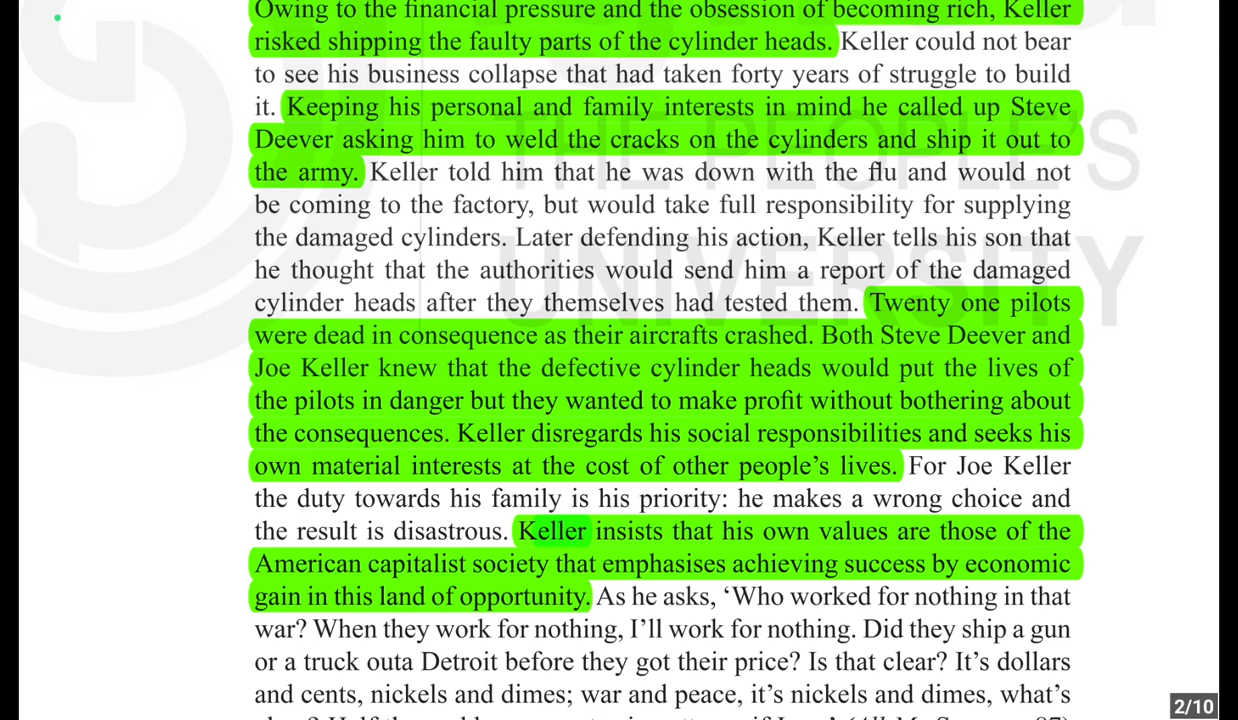 Owing to the financial pressure and the obsession of becoming rich, Keller
risked shipping the faulty parts of the cylinder heads. Keller could not bear
to see his business collapse that had taken forty years of struggle to build
it. Keeping his personal and family interests in mind he called up Steve
Deever asking him to weld the cracks on the cylinders and ship it out to
the army. Keller told him that he was down with the flu and would not
be coming to the factory, but would take full responsibility for supplying
the damaged cylinders. Later defending his action, Keller tells his son that
he thought that the authorities would send him a report of the damaged
cylinder heads after they themselves had tested them. Twenty one pilots
were dead in consequence as their aircrafts crashed. Both Steve Deever and
Joe Keller knew that the defective cylinder heads would put the lives of
the pilots in danger but they wanted to make profit without bothering about
the consequences. Keller disregards his social responsibilities and seeks his
own material interests at the cost of other people’s lives. For Joe Keller
the duty towards his family is his priority: he makes a wrong choice and
the result is disastrous. Keller insists that his own values are those of the
American capitalist society that emphasises achieving success by economic
gain in this land of opportunity. As he asks, ‘Who worked for nothing in that
war? When they work for nothing, I’ll work for nothing. Did they ship a gun
or a truck outa Detroit before they got their price? Is that clear? It’s dollars
and cents, nickels and dimes; war and peace, it’s nickels and dimes, what’s
THE PEOPLE’S
UNIVERSITY
2/10